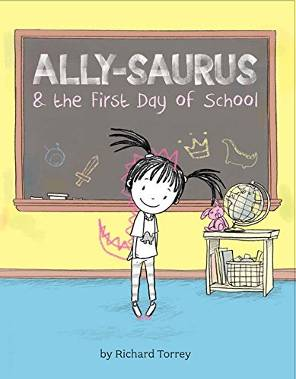 ALLY-SAURUS
& the First Day of School
by Richard Torrey